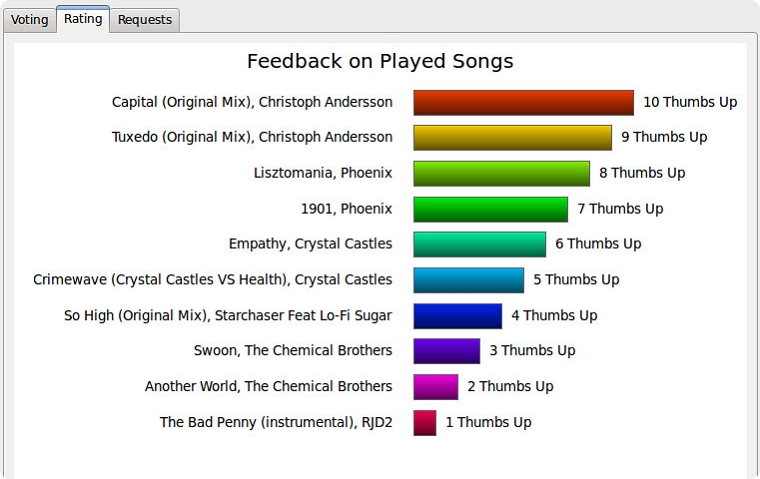 Voting Rating Requests
Feedback on Played Songs
Capital (Original Mix), Christoph Andersson 10 Thumbs Up
Tuxedo (Original Mix), Christoph Andersson 9 Thumbs Up
Lisztomania, Phoenix 8 Thumbs Up
1901, Phoenix 7 Thumbs Up
Empathy, Crystal Castles 6 Thumbs Up
Crimewave (Crystal Castles VS Health), Crystal Castles 5 Thumbs Up
So High (Original Mix), Starchaser Feat Lo-Fi Sugar 4 Thumbs Up
Swoon, The Chemical Brothers 3 Thumbs Up
Another World, The Chemical Brothers 2 Thumbs Up
The Bad Penny (instrumental), RJD2 1 Thumbs Up